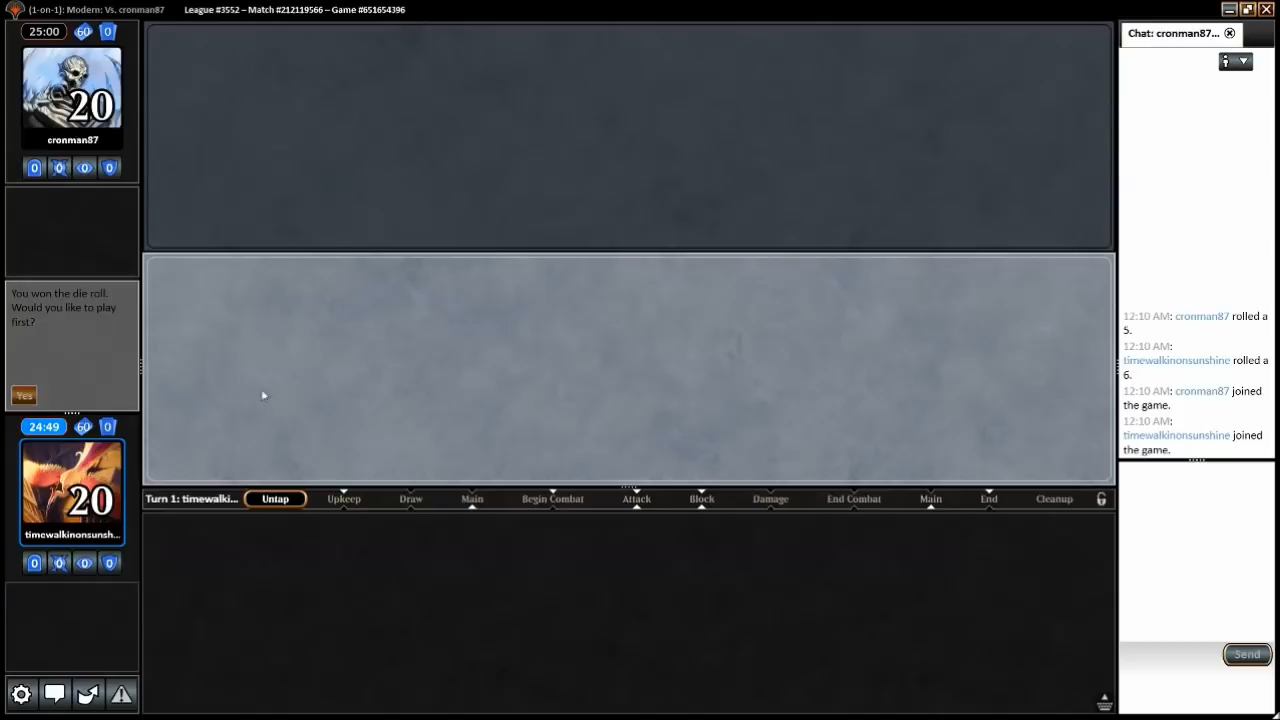 (1-on-1): Modern: Vs. cronman87 League #3552 – Match #212119566 – Game #651654396
25:00 60 0
20
cronman87
0 0 0 0
You won the die roll.
Would you like to play
first?
Yes
24:49 60 0
20
timewalkinonsunsh...
0 0 0 0
Turn 1: timewalki... Untap Upkeep Draw Main Begin Combat Attack Block Damage End Combat Main End Cleanup
Chat: cronman87...
12:10 AM: cronman87 rolled a
5.
12:10 AM:
timewalkinonsunshine rolled a
6.
12:10 AM: cronman87 joined
the game.
12:10 AM:
timewalkinonsunshine joined
the game.
Send